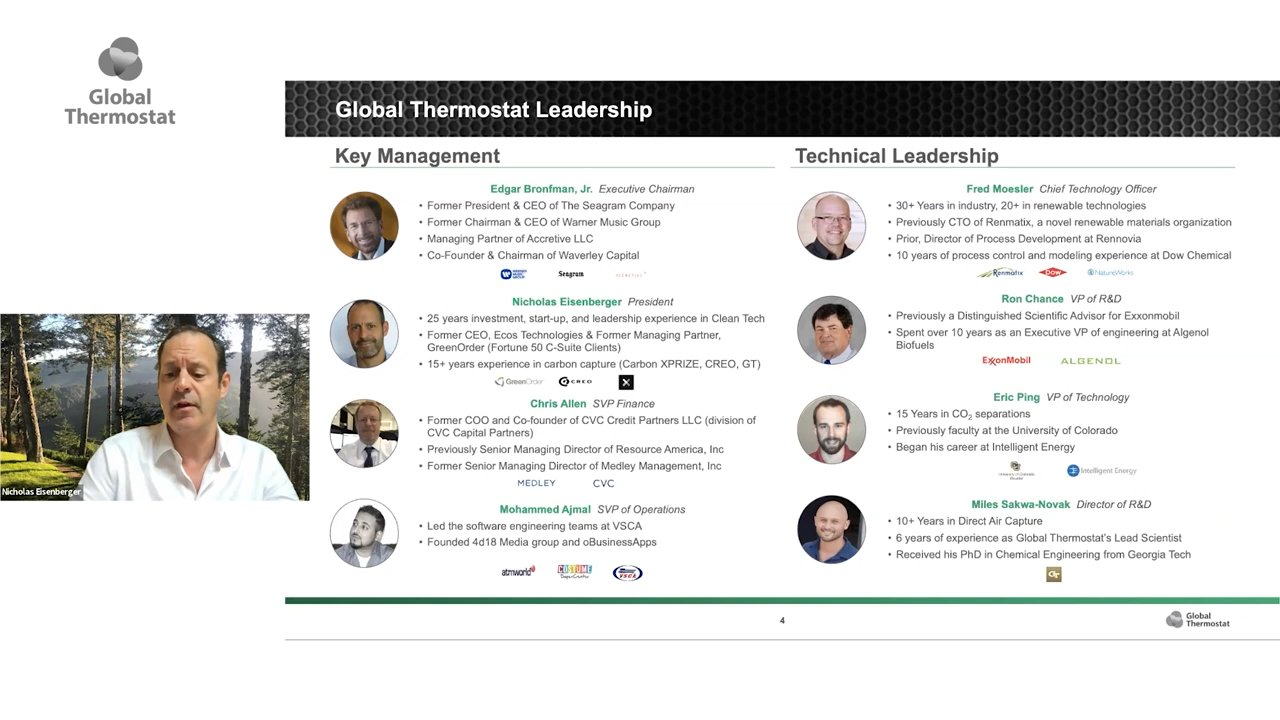 Global
Thermostat
Global Thermostat Leadership
Key Management
Edgar Bronfman, Jr. Executive Chairman
• Former President & CEO of The Seagram Company
• Former Chairman & CEO of Warner Music Group
• Managing Partner of Accretive LLC
• Co-Founder & Chairman of Waverley Capital
WARNER MUSIC GROUP Seagram
Nicholas Eisenberger President
• 25 years investment, start-up, and leadership experience in Clean Tech
• Former CEO, Ecos Technologies & Former Managing Partner,
GreenOrder (Fortune 50 C-Suite Clients)
• 15+ years experience in carbon capture (Carbon XPRIZE, CREO, GT)
GreenOrder CREO X
Chris Allen SVP Finance
• Former COO and Co-founder of CVC Credit Partners LLC (division of
CVC Capital Partners)
• Previously Senior Managing Director of Resource America, Inc
• Former Senior Managing Director of Medley Management, Inc
MEDLEY CVC
Mohammed Ajmal SVP of Operations
• Led the software engineering teams at VSCA
• Founded 4d18 Media group and oBusinessApps
atmworld COSTUME SuperCenter VSCA
Technical Leadership
Fred Moesler Chief Technology Officer
• 30+ Years in industry, 20+ in renewable technologies
• Previously CTO of Renmatix, a novel renewable materials organization
• Prior, Director of Process Development at Rennovia
• 10 years of process control and modeling experience at Dow Chemical
Renmatix Dow NatureWorks
Ron Chance VP of R&D
• Previously a Distinguished Scientific Advisor for Exxonmobil
• Spent over 10 years as an Executive VP of engineering at Algenol
Biofuels
ExxonMobil ALGENOL
Eric Ping VP of Technology
• 15 Years in CO₂ separations
• Previously faculty at the University of Colorado
• Began his career at Intelligent Energy
Intelligent Energy
Miles Sakwa-Novak Director of R&D
• 10+ Years in Direct Air Capture
• 6 years of experience as Global Thermostat's Lead Scientist
• Received his PhD in Chemical Engineering from Georgia Tech
GT
Nicholas Eisenberger
4
Global
Thermostat